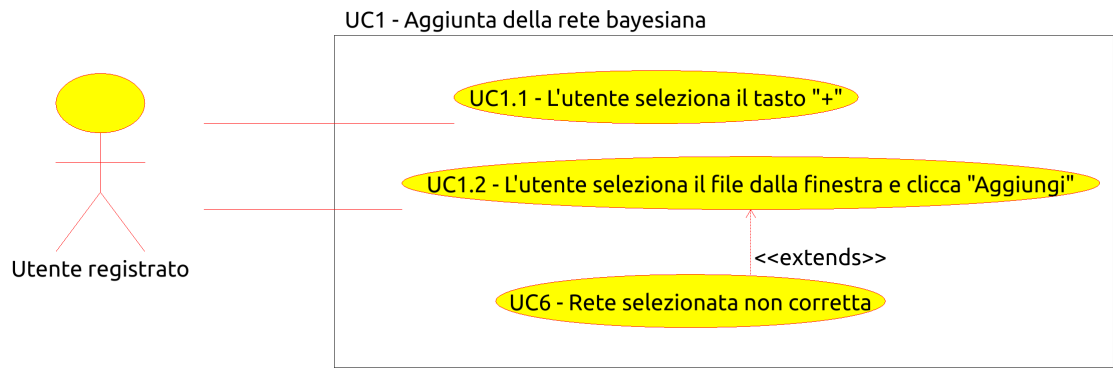 UC1 - Aggiunta della rete bayesiana
UC1.1 - L'utente seleziona il tasto "+"
UC1.2 - L'utente seleziona il file dalla finestra e clicca "Aggiungi"
<<extends>>
Utente registrato
UC6 - Rete selezionata non corretta